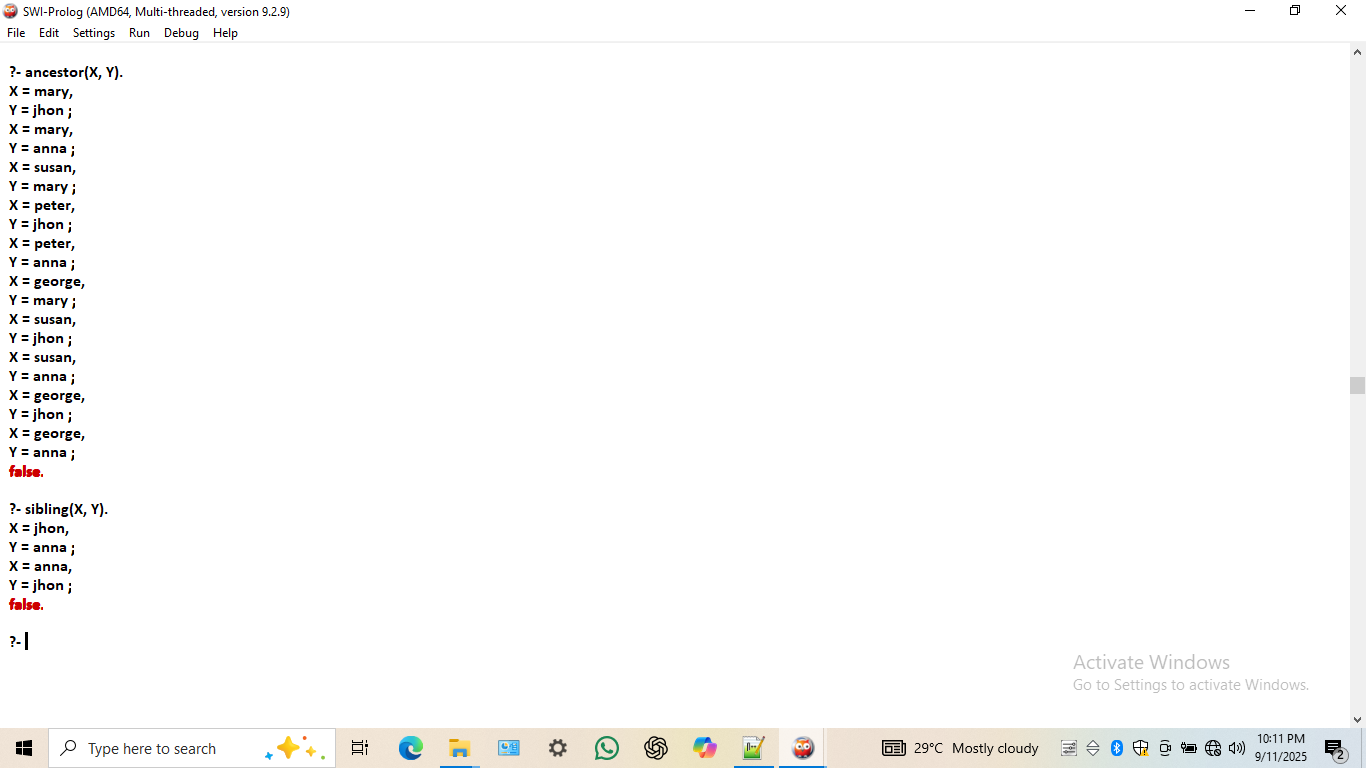 SWI-Prolog (AMD64, Multi-threaded, version 9.2.9)
File Edit Settings Run Debug Help
?- ancestor(X, Y).
X = mary,
Y = jhon ;
X = mary,
Y = anna ;
X = susan,
Y = mary ;
X = peter,
Y = jhon ;
X = peter,
Y = anna ;
X = george,
Y = mary ;
X = susan,
Y = jhon ;
X = susan,
Y = anna ;
X = george,
Y = jhon ;
X = george,
Y = anna ;
false.
?- sibling(X, Y).
X = jhon,
Y = anna ;
X = anna,
Y = jhon ;
false.
?-
Activate Windows
Go to Settings to activate Windows.
Type here to search
29°C Mostly cloudy
10:11 PM
9/11/2025
2